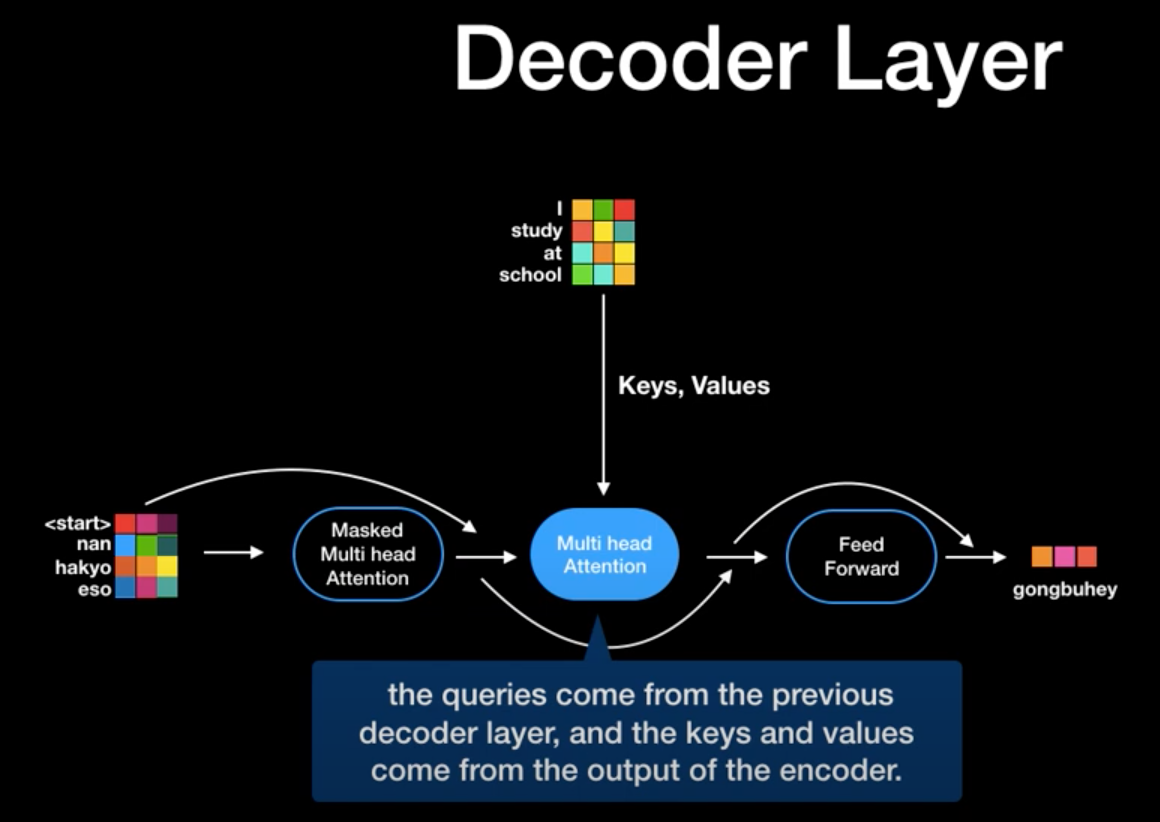 Decoder Layer
I
study
at
school
Keys, Values
<start>
nan
hakyo
eso
Masked
Multi head
Attention
Multi head
Attention
Feed
Forward
gongbuhey
the queries come from the previous
decoder layer, and the keys and values
come from the output of the encoder.